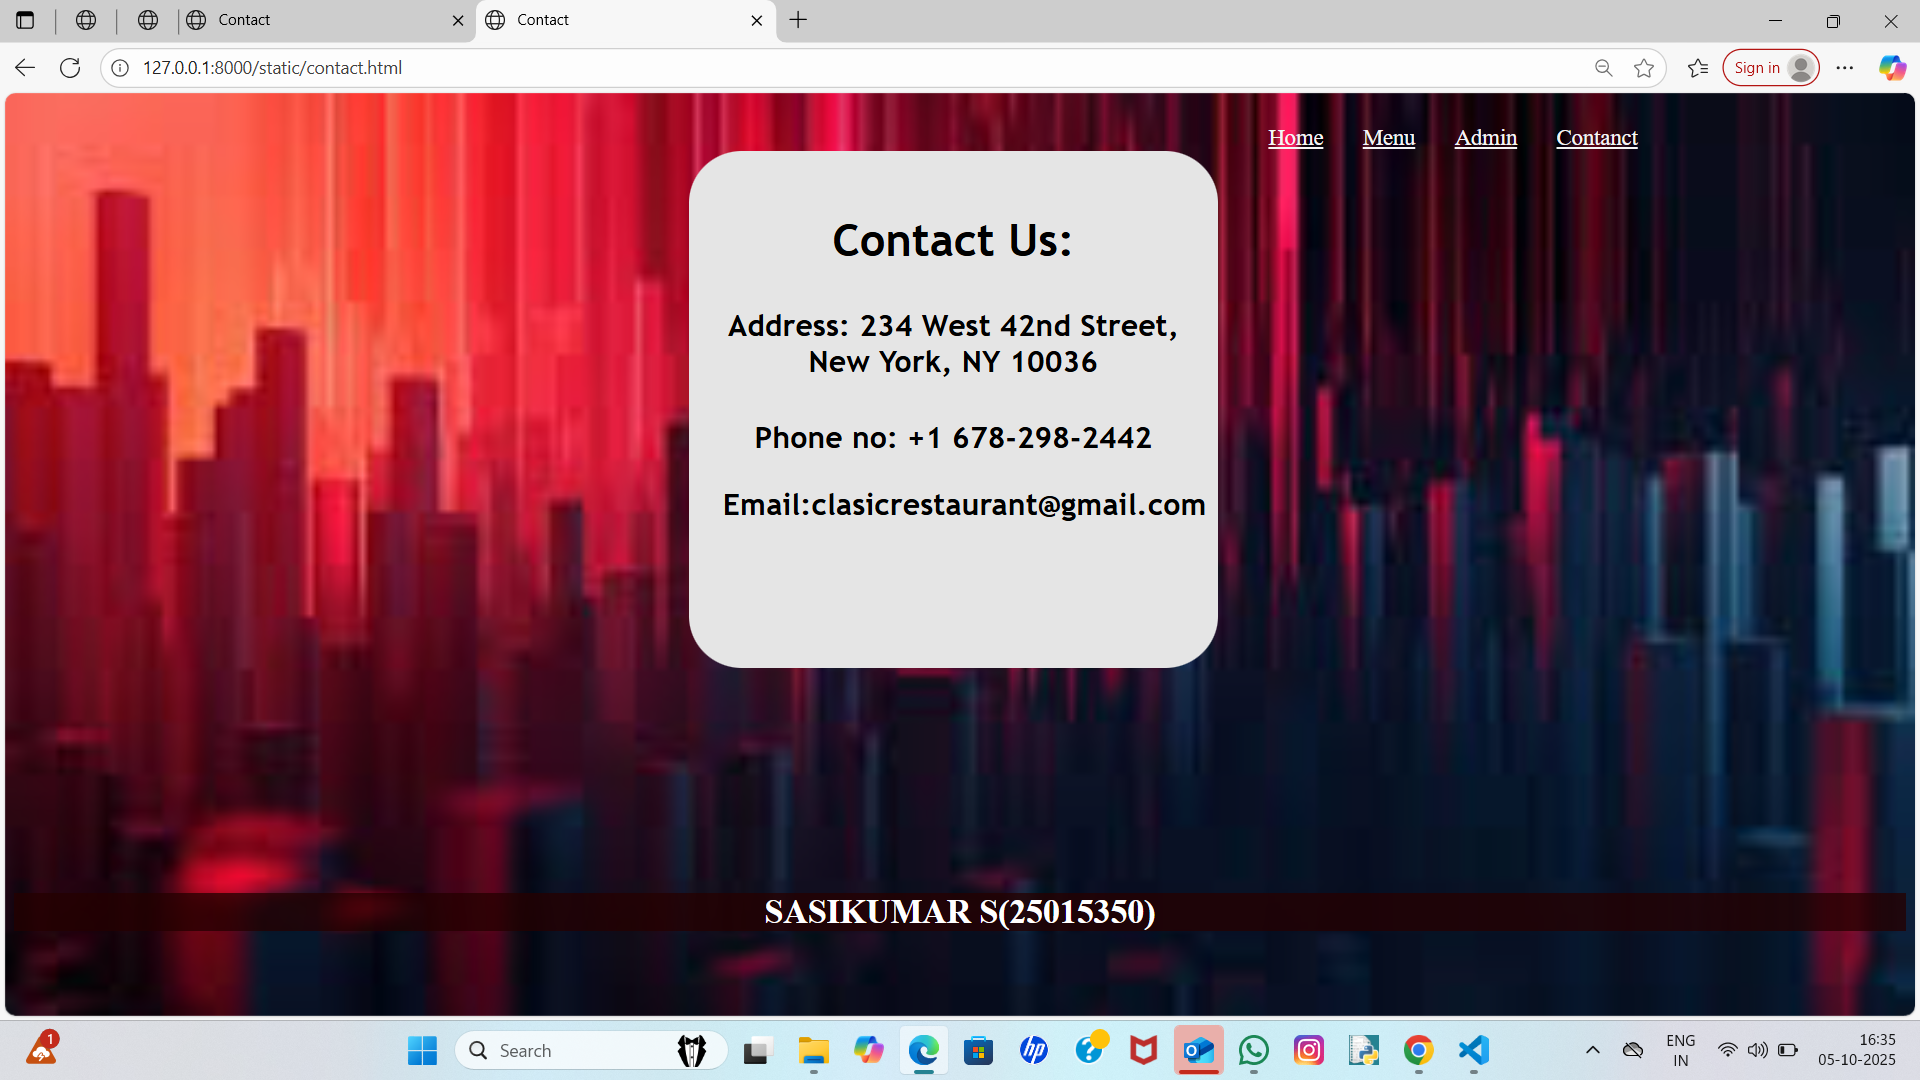 Contact
Contact
127.0.0.1:8000/static/contact.html
Sign in
Home Menu Admin Contanct
Contact Us:
Address: 234 West 42nd Street,
New York, NY 10036
Phone no: +1 678-298-2442
Email:clasicrestaurant@gmail.com
SASIKUMAR S(25015350)
1
Search
hp
ENG
IN
16:35
05-10-2025